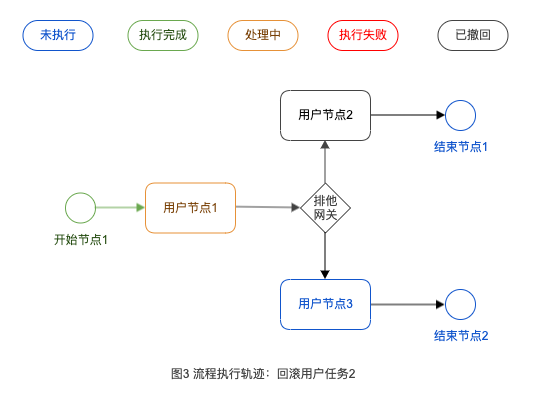 未执行
执行完成
处理中
执行失败
已撤回
用户节点2
结束节点1
用户节点1
排他
网关
开始节点1
用户节点3
结束节点2
图3 流程执行轨迹：回滚用户任务2